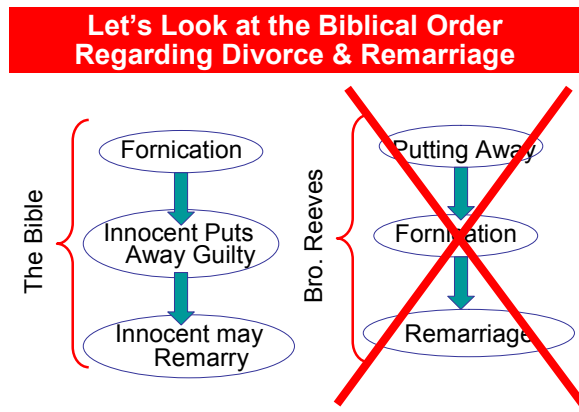 Let's Look at the Biblical Order
Regarding Divorce & Remarriage
The Bible
Fornication
Innocent Puts
Away Guilty
Innocent may
Remarry
Bro. Reeves
Putting Away
Fornication
Remarriage